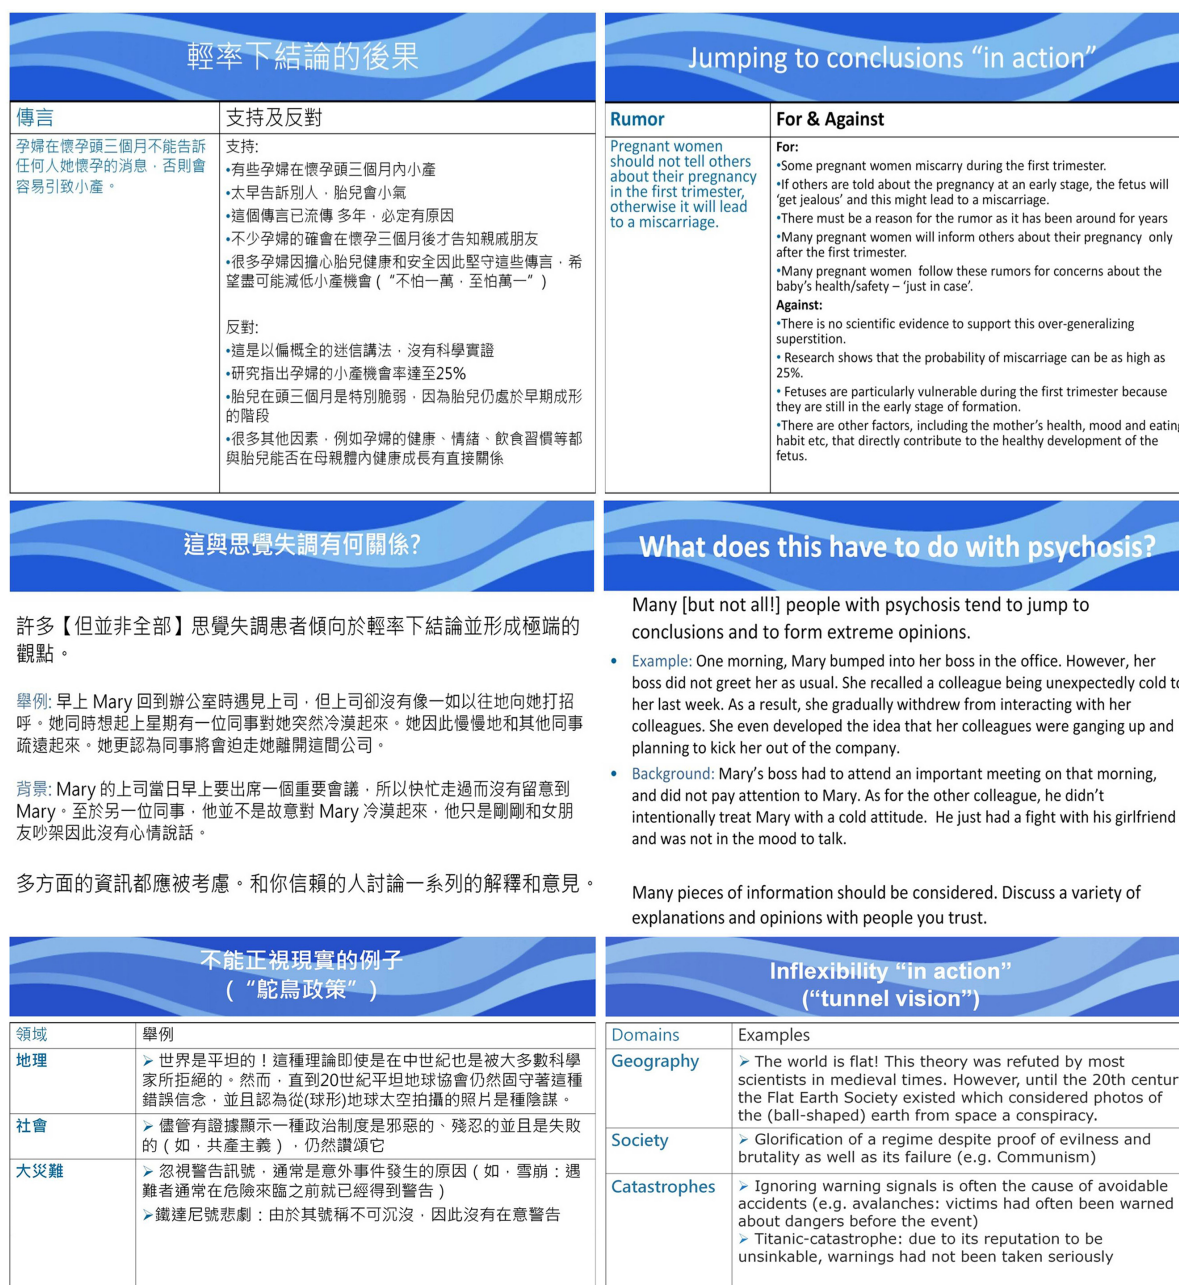 輕率下結論的後果
傳言
支持及反對
孕婦在懷孕頭三個月不能告訴
任何人她懷孕的消息，否則會
容易引致小產。
支持:
•有些孕婦在懷孕頭三個月內小產
•太早告訴別人，胎兒會小氣
•這個傳言已流傳 多年，必定有原因
•不少孕婦的確會在懷孕三個月後才告知親戚朋友
•很多孕婦因擔心胎兒健康和安全因此堅守這些傳言，希
望盡可能減低小產機會（“不怕一萬，至怕萬一”）
反對:
•這是以偏概全的迷信講法，沒有科學實證
•研究指出孕婦的小產機會率達至25%
•胎兒在頭三個月是特別脆弱，因為胎兒仍處於早期成形
的階段
•很多其他因素，例如孕婦的健康、情緒、飲食習慣等都
與胎兒能否在母親體內健康成長有直接關係
Jumping to conclusions “in action”
Rumor
For & Against
Pregnant women
should not tell others
about their pregnancy
in the first trimester,
otherwise it will lead
to a miscarriage.
For:
•Some pregnant women miscarry during the first trimester.
•If others are told about the pregnancy at an early stage, the fetus will
‘get jealous’ and this might lead to a miscarriage.
•There must be a reason for the rumor as it has been around for years
•Many pregnant women will inform others about their pregnancy only
after the first trimester.
•Many pregnant women follow these rumors for concerns about the
baby’s health/safety – ‘just in case’.
Against:
•There is no scientific evidence to support this over-generalizing
superstition.
• Research shows that the probability of miscarriage can be as high as
25%.
• Fetuses are particularly vulnerable during the first trimester because
they are still in the early stage of formation.
•There are other factors, including the mother’s health, mood and eating
habit etc, that directly contribute to the healthy development of the
fetus.
這與思覺失調有何關係?
許多【但並非全部】思覺失調患者傾向於輕率下結論並形成極端的
觀點。
舉例: 早上 Mary 回到辦公室時遇見上司，但上司卻沒有像一如以往地向她打招
呼。她同時想起上星期有一位同事對她突然冷漠起來。她因此慢慢地和其他同事
疏遠起來。她更認為同事將會迫走她離開這間公司。
背景: Mary 的上司當日早上要出席一個重要會議，所以快忙走過而沒有留意到
Mary。至於另一位同事，他並不是故意對 Mary 冷漠起來，他只是剛剛和女朋
友吵架因此沒有心情說話。
多方面的資訊都應被考慮。和你信賴的人討論一系列的解釋和意見。
What does this have to do with psychosis?
Many [but not all!] people with psychosis tend to jump to
conclusions and to form extreme opinions.
• Example: One morning, Mary bumped into her boss in the office. However, her
boss did not greet her as usual. She recalled a colleague being unexpectedly cold to
her last week. As a result, she gradually withdrew from interacting with her
colleagues. She even developed the idea that her colleagues were ganging up and
planning to kick her out of the company.
• Background: Mary’s boss had to attend an important meeting on that morning,
and did not pay attention to Mary. As for the other colleague, he didn’t
intentionally treat Mary with a cold attitude. He just had a fight with his girlfriend
and was not in the mood to talk.
Many pieces of information should be considered. Discuss a variety of
explanations and opinions with people you trust.
不能正視現實的例子
（“鴕鳥政策”）
領域
舉例
地理
➢ 世界是平坦的！這種理論即使是在中世紀也是被大多數科學
家所拒絕的。然而，直到20世紀平坦地球協會仍然固守著這種
錯誤信念，並且認為從(球形)地球太空拍攝的照片是種陰謀。
社會
➢ 儘管有證據顯示一種政治制度是邪惡的、殘忍的並且是失敗
的（如，共產主義），仍然讚頌它
大災難
➢ 忽視警告訊號，通常是意外事件發生的原因（如，雪崩：遇
難者通常在危險來臨之前就已經得到警告）
➢鐵達尼號悲劇：由於其號稱不可沉沒，因此沒有在意警告
Inflexibility “in action”
(“tunnel vision”)
Domains
Examples
Geography
➢ The world is flat! This theory was refuted by most
scientists in medieval times. However, until the 20th centur
the Flat Earth Society existed which considered photos of
the (ball-shaped) earth from space a conspiracy.
Society
➢ Glorification of a regime despite proof of evilness and
brutality as well as its failure (e.g. Communism)
Catastrophes
➢ Ignoring warning signals is often the cause of avoidable
accidents (e.g. avalanches: victims had often been warned
about dangers before the event)
➢ Titanic-catastrophe: due to its reputation to be
unsinkable, warnings had not been taken seriously